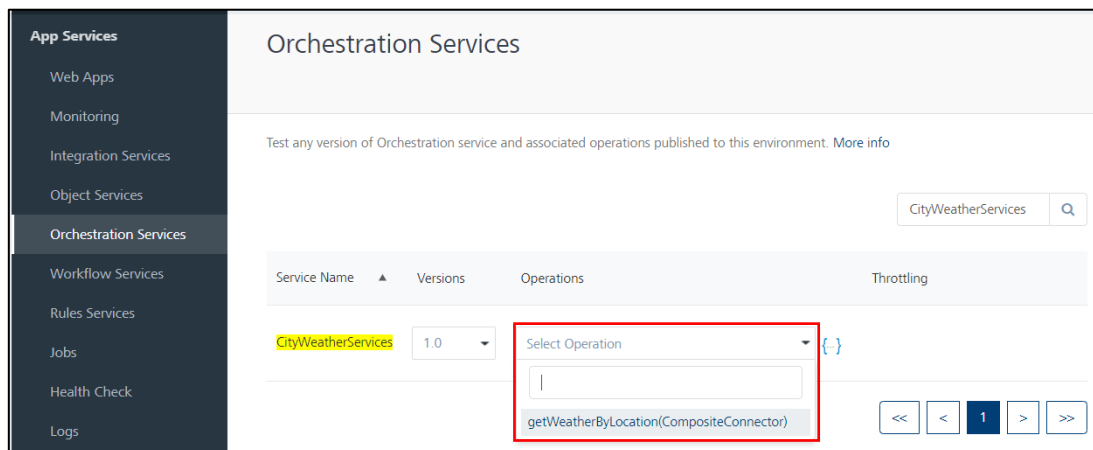 App Services
Web Apps
Monitoring
Integration Services
Object Services
Orchestration Services
Workflow Services
Rules Services
Jobs
Health Check
Logs
Orchestration Services
Test any version of Orchestration service and associated operations published to this environment. More info
CityWeatherServices
Service Name ▲ Versions Operations Throttling
CityWeatherServices 1.0 Select Operation {...}
getWeatherByLocation(CompositeConnector)
<< < 1 > >>